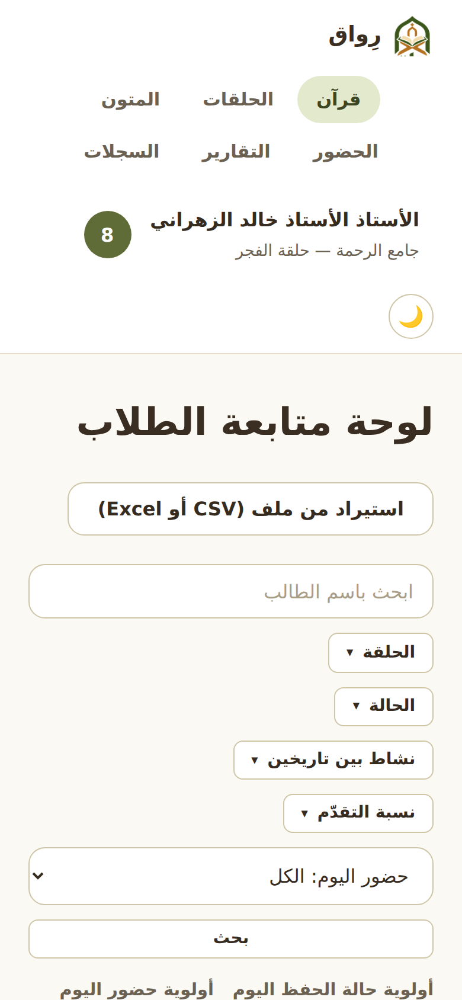 رِواق
قرآن الحلقات المتون
الحضور التقارير السجلات
الأستاذ الأستاذ خالد الزهراني
8
جامع الرحمة — حلقة الفجر
لوحة متابعة الطلاب
استيراد من ملف (CSV أو Excel)
ابحث باسم الطالب
الحلقة ▼
الحالة ▼
نشاط بين تاريخين ▼
نسبة التقدّم ▼
حضور اليوم: الكل
بحث
أولوية حالة الحفظ اليوم أولوية حضور اليوم